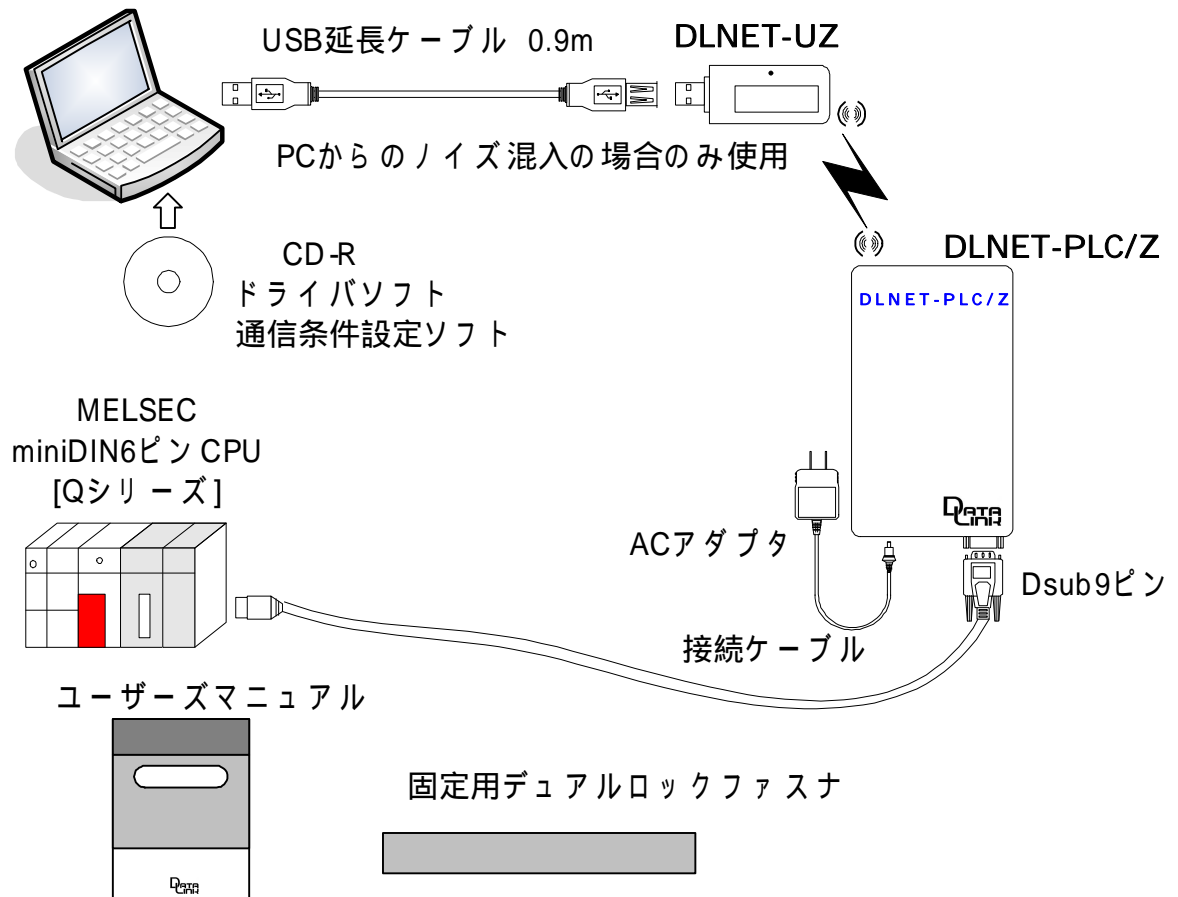 USB延長ケーブル 0.9m
DLNET-UZ
PCからのノイズ混入の場合のみ使用
CD-R
ドライバソフト
通信条件設定ソフト
DLNET-PLC/Z
DLNET-PLC/Z
DATA
LINK
MELSEC
miniDIN6ピン CPU
[Qシリーズ]
ACアダプタ
Dsub9ピン
接続ケーブル
ユーザーズマニュアル
固定用デュアルロックファスナ
DATA
LINK